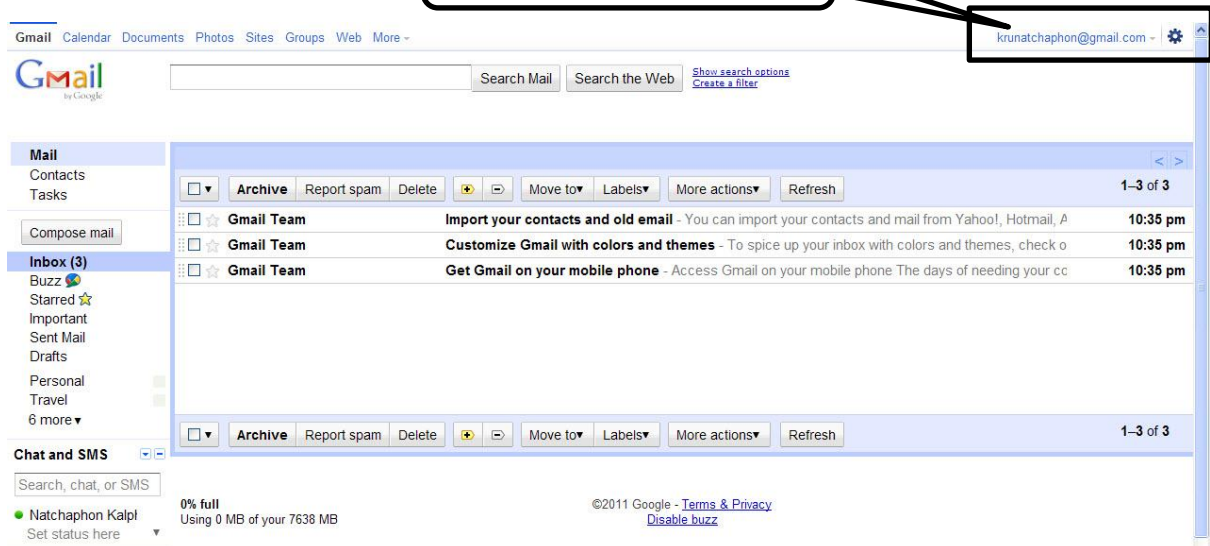 Gmail Calendar Documents Photos Sites Groups Web More
krunatchaphon@gmail.com
Gmail
by Google
Search Mail Search the Web
Show search options
Create a filter
Mail
Contacts
Tasks
Compose mail
Inbox (3)
Buzz
Starred
Important
Sent Mail
Drafts
Personal
Travel
6 more
Chat and SMS
Search, chat, or SMS
Natchaphon Kalpł
Set status here
< >
Archive Report spam Delete Move to Labels More actions Refresh 1–3 of 3
Gmail Team Import your contacts and old email - You can import your contacts and mail from Yahoo!, Hotmail, A 10:35 pm
Gmail Team Customize Gmail with colors and themes - To spice up your inbox with colors and themes, check o 10:35 pm
Gmail Team Get Gmail on your mobile phone - Access Gmail on your mobile phone The days of needing your cc 10:35 pm
Archive Report spam Delete Move to Labels More actions Refresh 1–3 of 3
0% full
Using 0 MB of your 7638 MB
©2011 Google - Terms & Privacy
Disable buzz